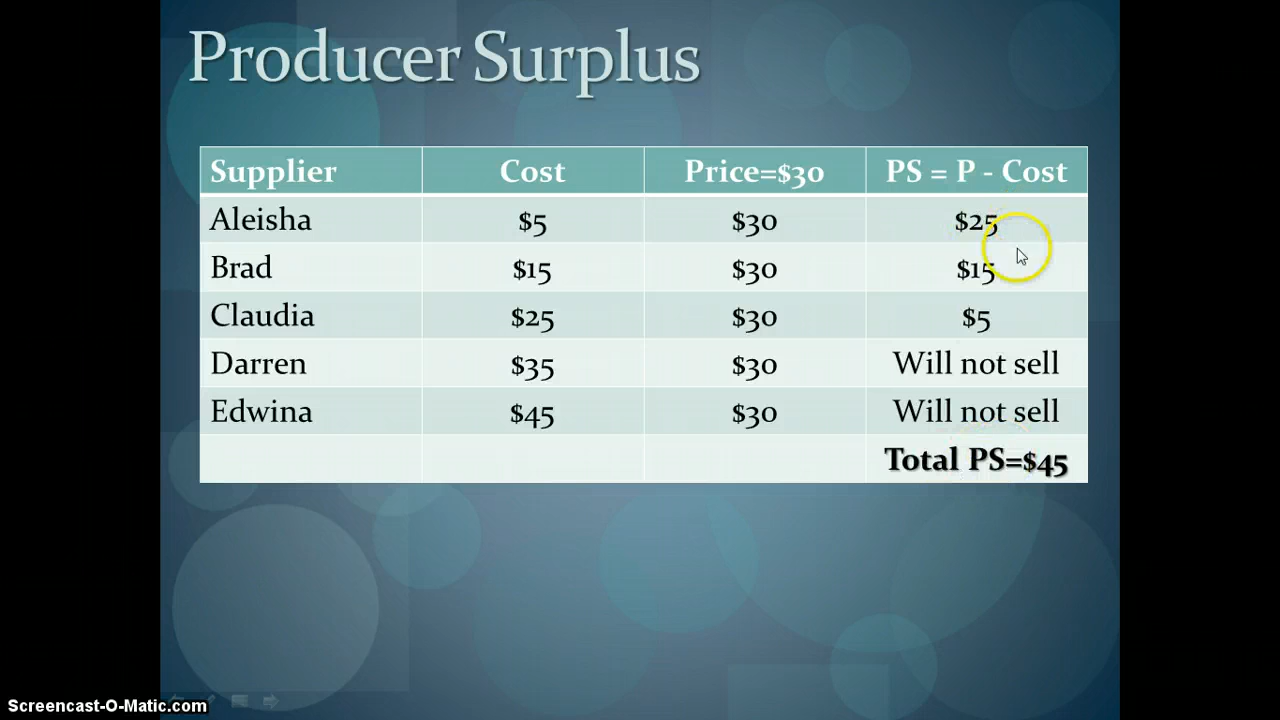 Producer Surplus
Supplier Cost Price=$30 PS = P - Cost
Aleisha $5 $30 $25
Brad $15 $30 $15
Claudia $25 $30 $5
Darren $35 $30 Will not sell
Edwina $45 $30 Will not sell
Total PS=$45
Screencast-O-Matic.com